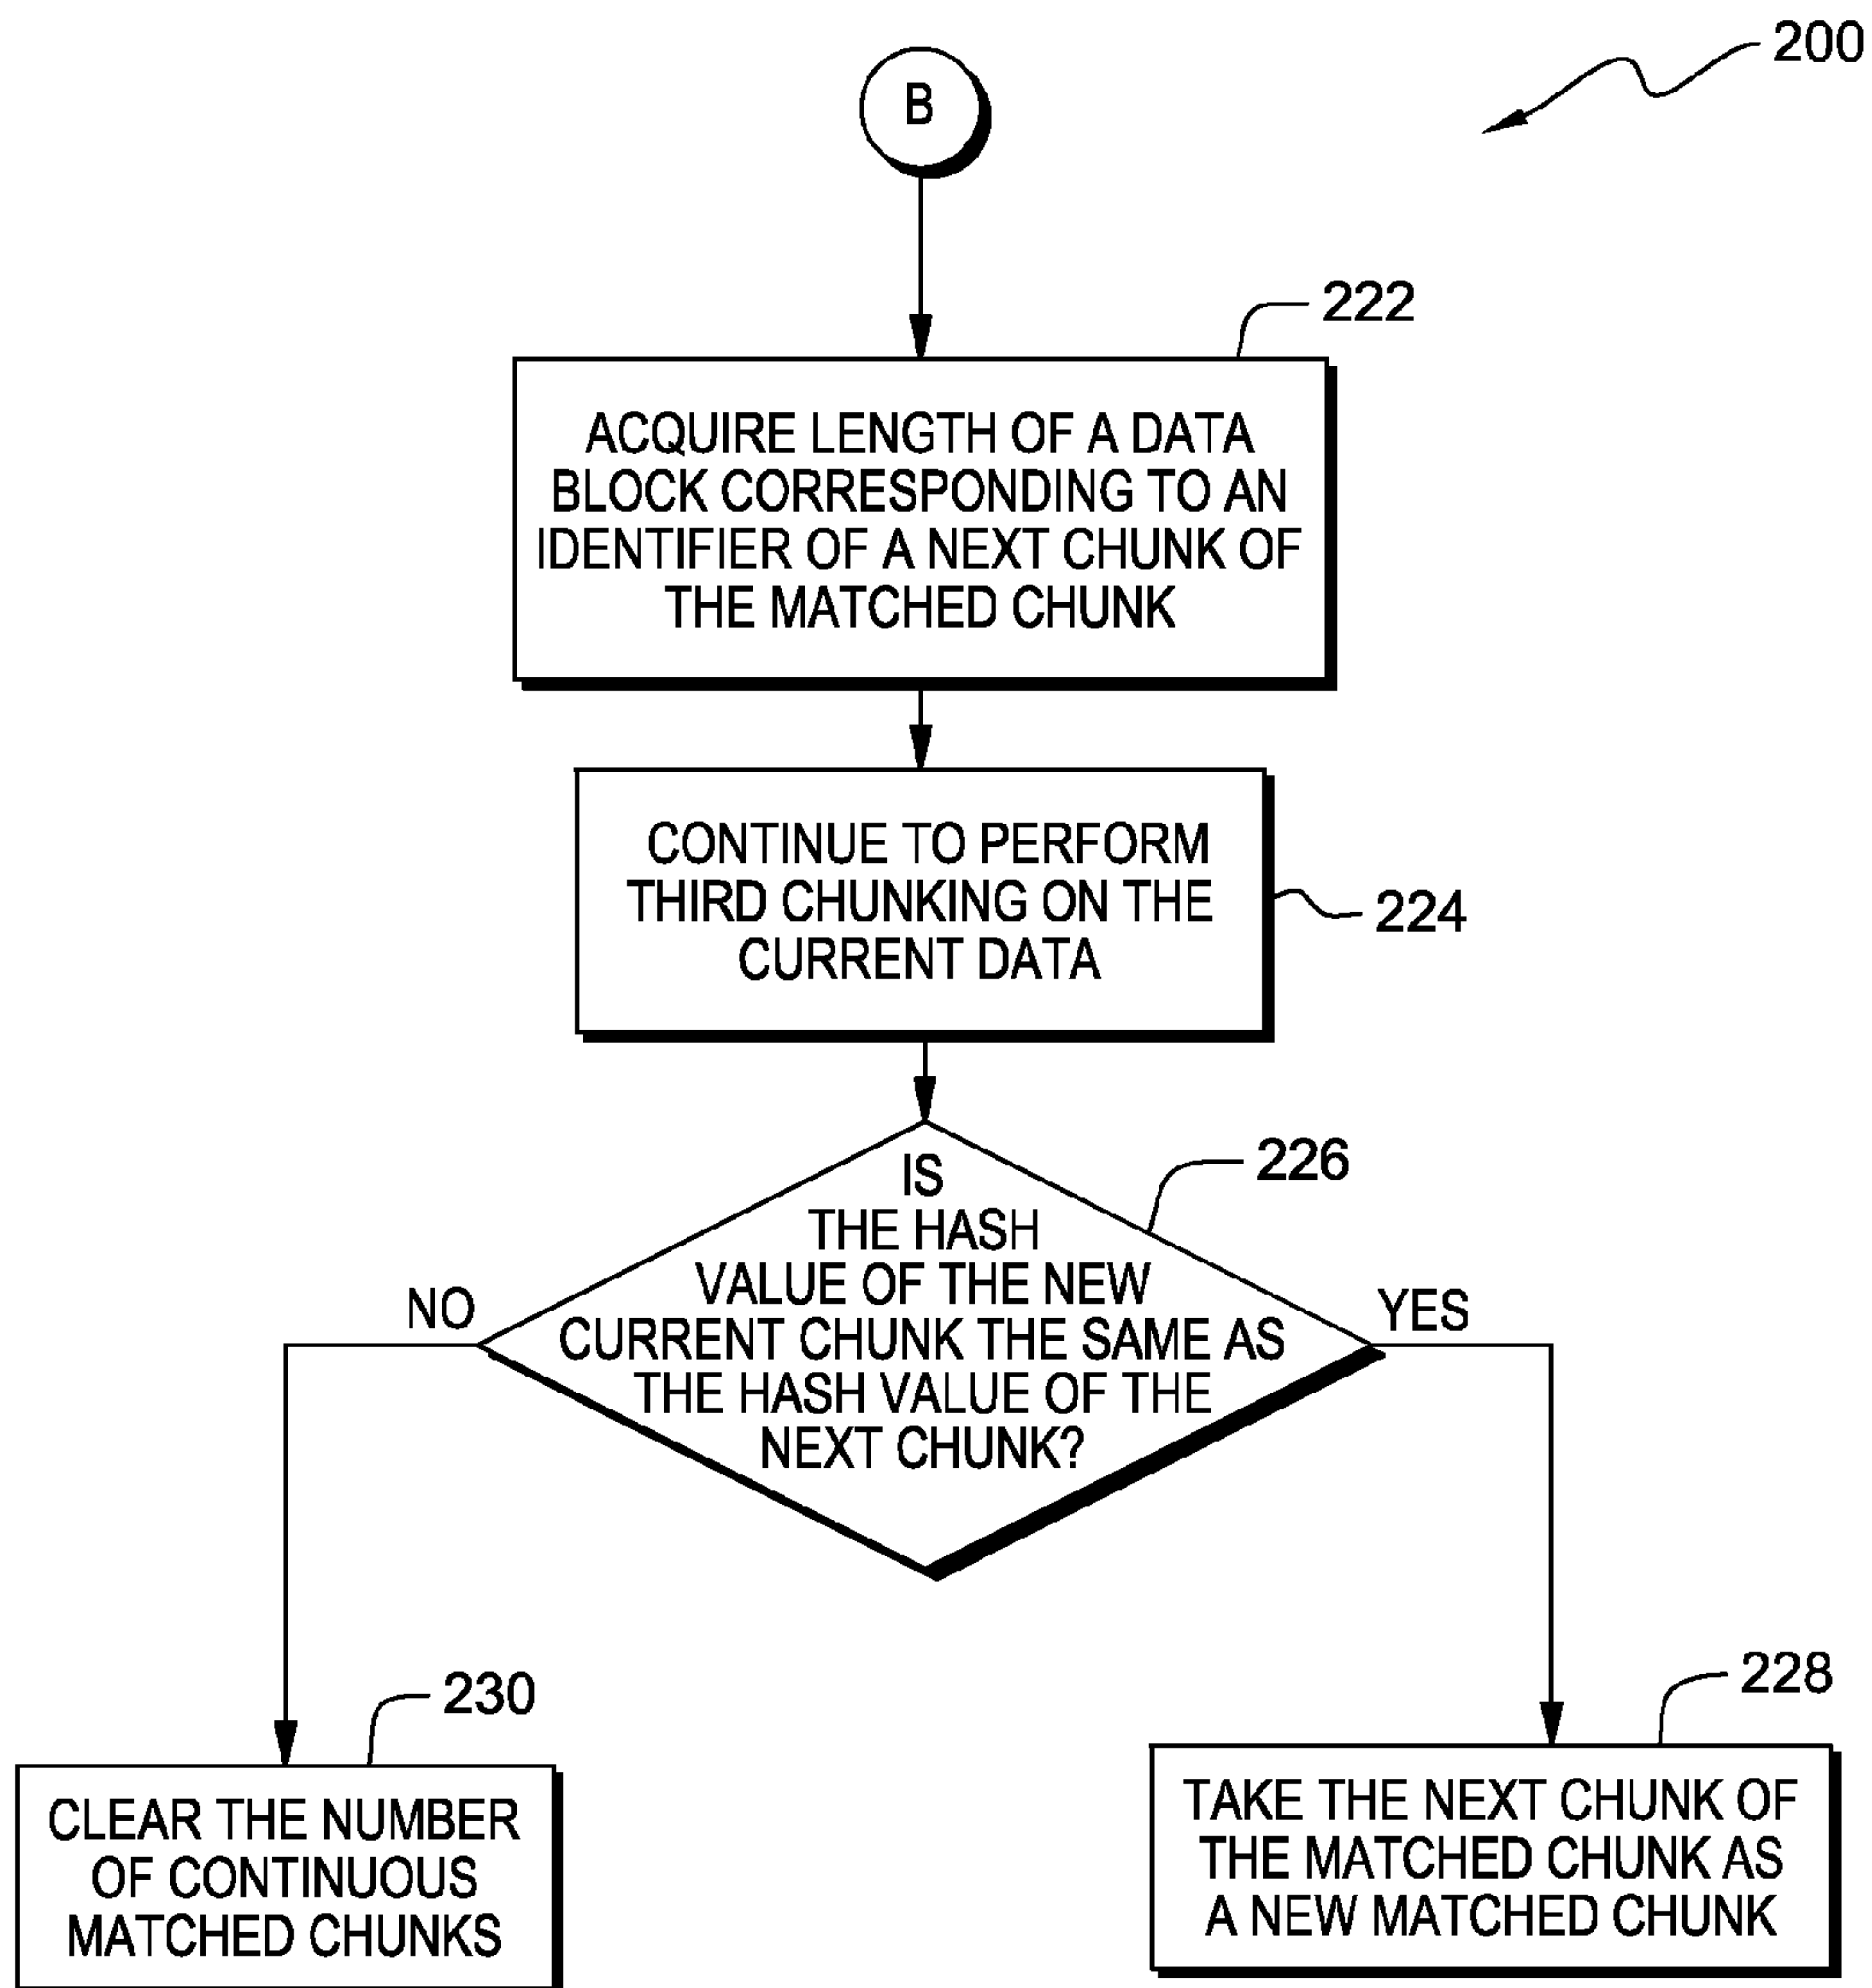 200
B
222
ACQUIRE LENGTH OF A DATA
BLOCK CORRESPONDING TO AN
IDENTIFIER OF A NEXT CHUNK OF
THE MATCHED CHUNK
CONTINUE TO PERFORM
THIRD CHUNKING ON THE
CURRENT DATA
224
226
IS
THE HASH
VALUE OF THE NEW
CURRENT CHUNK THE SAME AS
THE HASH VALUE OF THE
NEXT CHUNK?
NO
YES
230
CLEAR THE NUMBER
OF CONTINUOUS
MATCHED CHUNKS
228
TAKE THE NEXT CHUNK OF
THE MATCHED CHUNK AS
A NEW MATCHED CHUNK